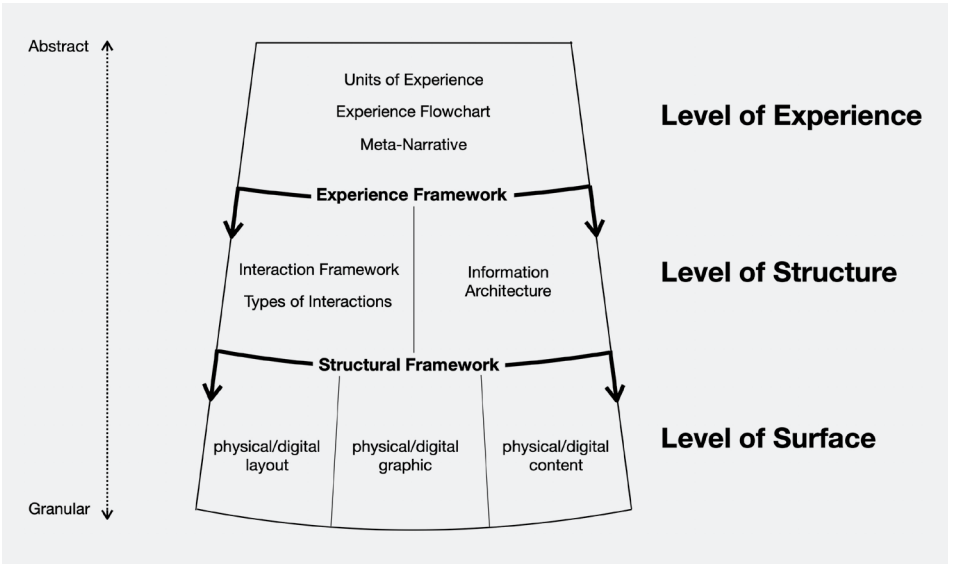 Abstract
Units of Experience
Experience Flowchart
Meta-Narrative
Level of Experience
Experience Framework
Interaction Framework
Types of Interactions
Information
Architecture
Level of Structure
Structural Framework
physical/digital
layout
physical/digital
graphic
physical/digital
content
Level of Surface
Granular